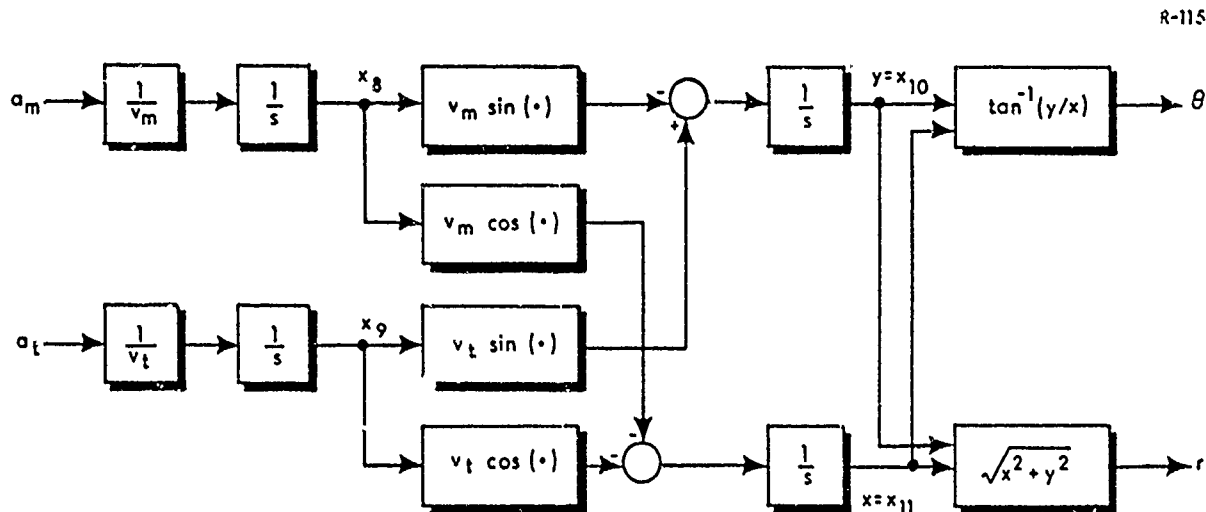 R-115
a_m
1/v_m
1/s
x_8
v_m sin (•)
-
+
1/s
y=x_10
tan^-1(y/x)
θ
v_m cos (•)
a_t
1/v_t
1/s
x_9
v_t sin (•)
v_t cos (•)
-
-
1/s
x=x_11
√x^2+y^2
r